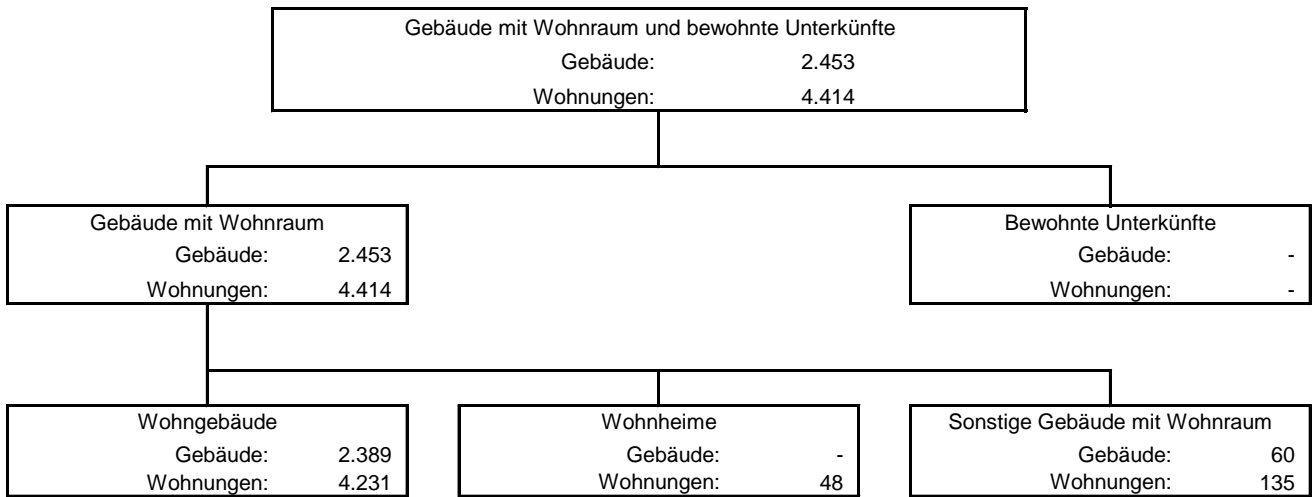 Gebäude mit Wohnraum und bewohnte Unterkünfte
Gebäude: 2.453
Wohnungen: 4.414
Gebäude mit Wohnraum
Gebäude: 2.453
Wohnungen: 4.414
Bewohnte Unterkünfte
Gebäude: -
Wohnungen: -
Wohngebäude
Gebäude: 2.389
Wohnungen: 4.231
Wohnheime
Gebäude: -
Wohnungen: 48
Sonstige Gebäude mit Wohnraum
Gebäude: 60
Wohnungen: 135